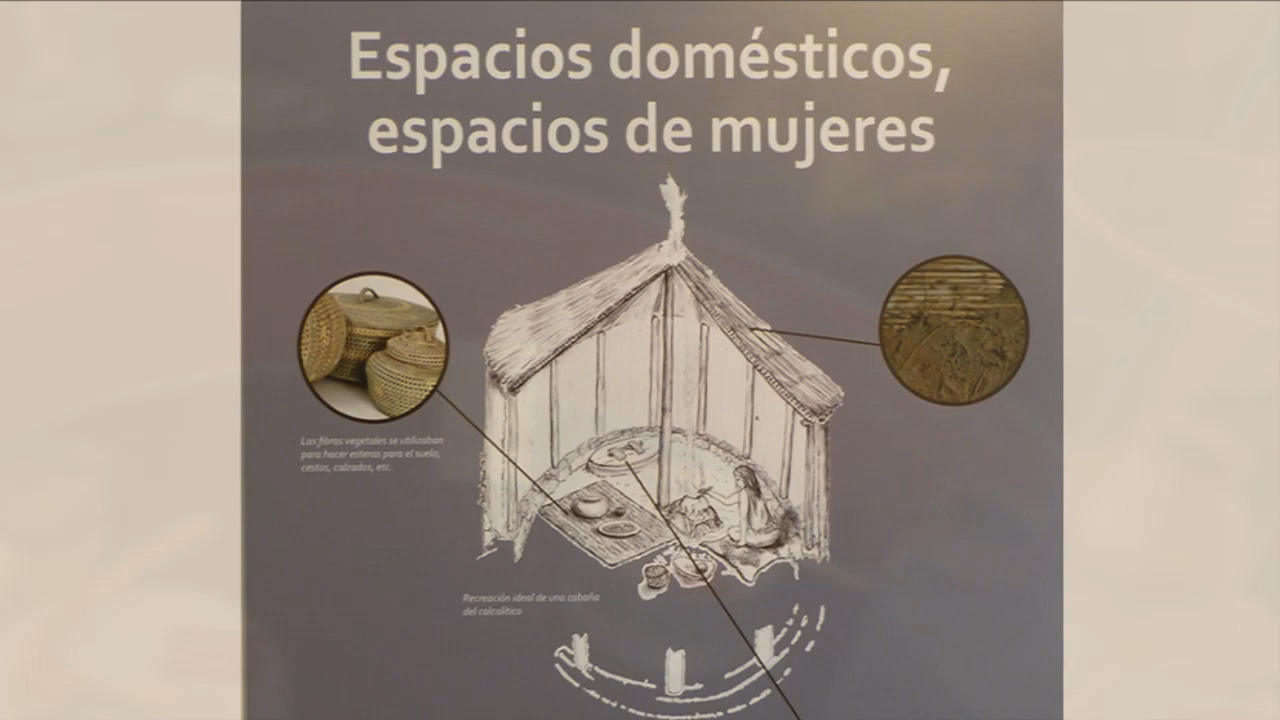 Espacios domésticos,
espacios de mujeres
Las fibras vegetales se utilizaban
para hacer esteras para el suelo,
cestos, calzados, etc.
Recreación ideal de una cabaña
del calcolítico